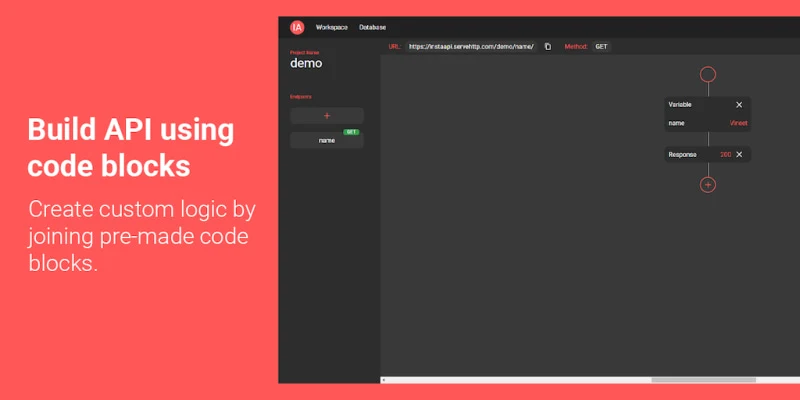 Build API using
code blocks
Create custom logic by
joining pre-made code
blocks.
IA Workspace Database
Project Name
demo
Endpoints
+
GET
name
URL: https://instaapi.servehttp.com/demo/name/ Method: GET
Variable
name Vineet
Response 200